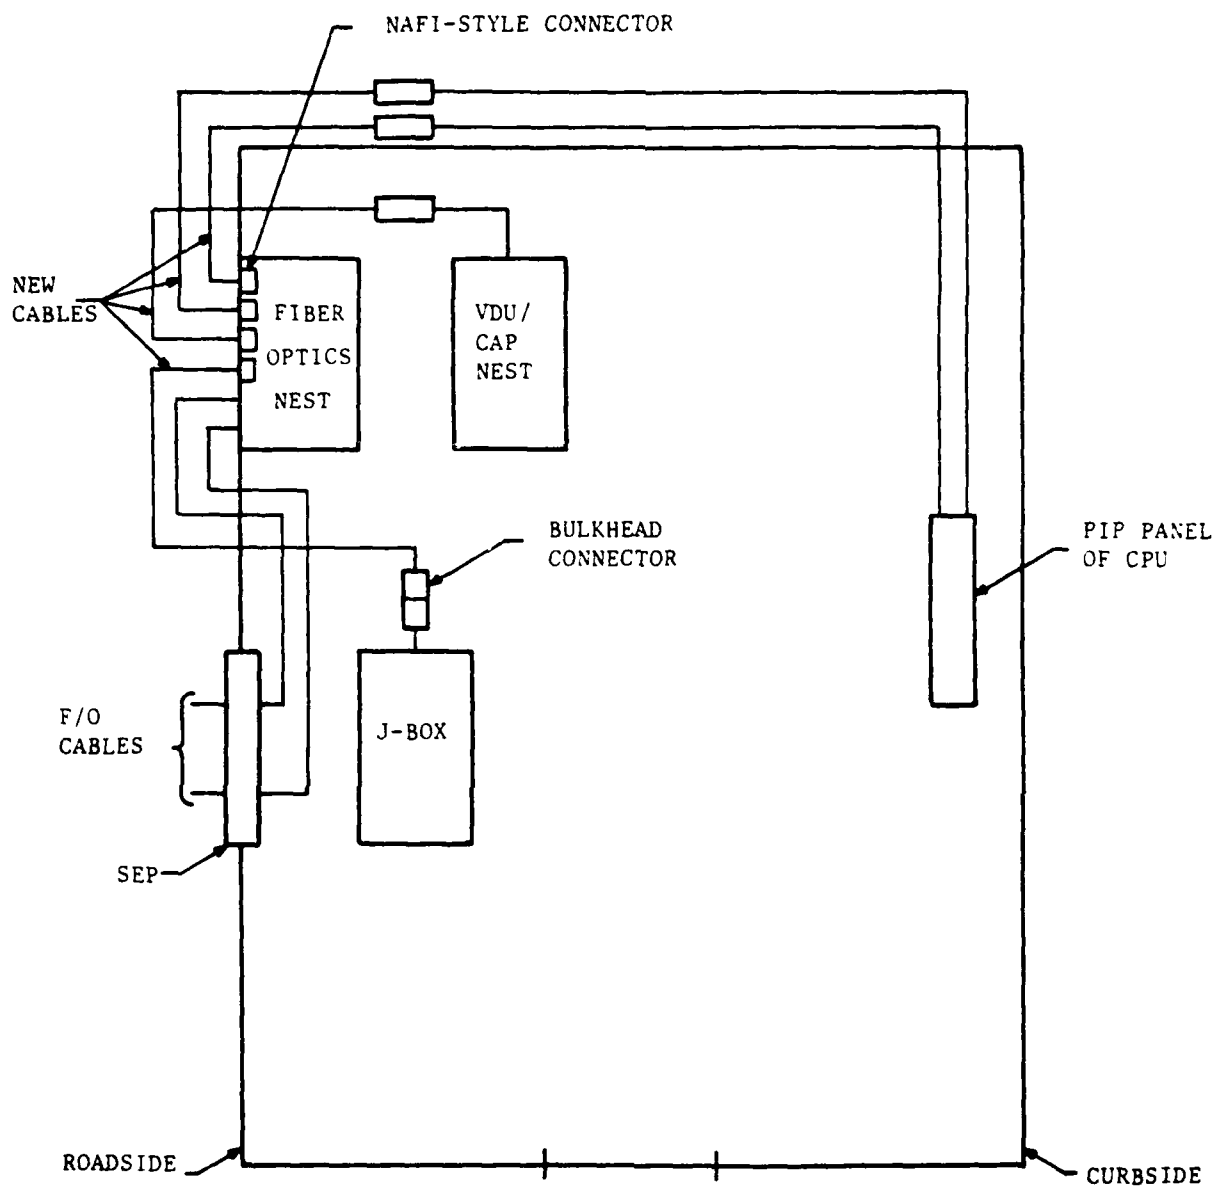 NAFI-STYLE CONNECTOR
NEW
CABLES
FIBER
OPTICS
NEST
VDU/
CAP
NEST
BULKHEAD
CONNECTOR
PIP PANEL
OF CPU
F/O
CABLES
J-BOX
SEP
ROADSIDE
CURBSIDE